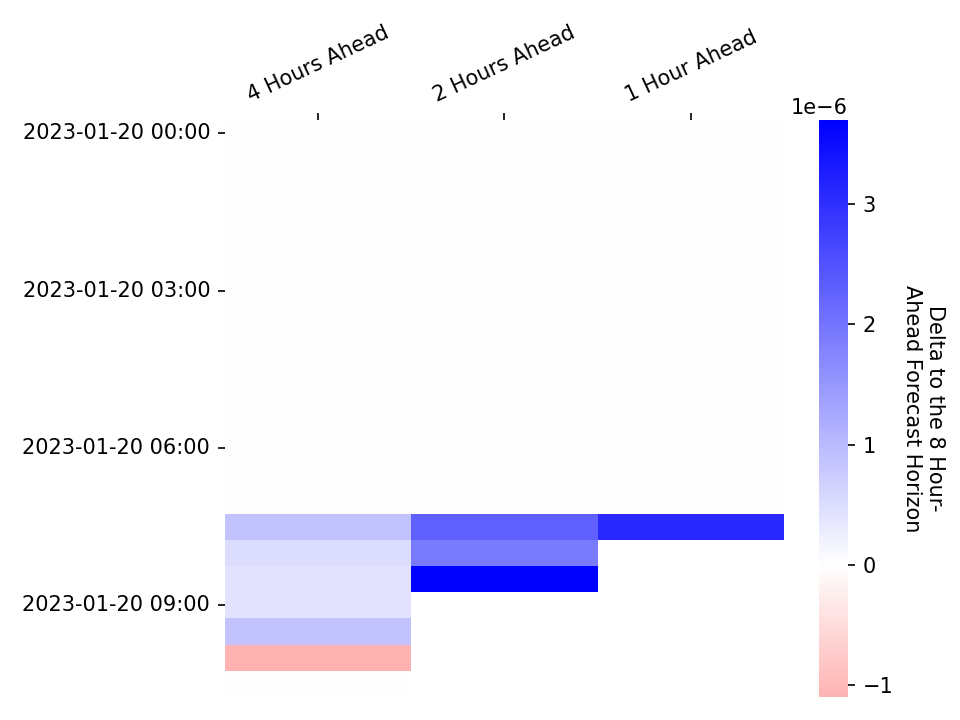 4 Hours Ahead
2 Hours Ahead
1 Hour Ahead
1e−6
2023-01-20 00:00
2023-01-20 03:00
2023-01-20 06:00
2023-01-20 09:00
3
2
1
0
−1
Delta to the 8 Hour-
Ahead Forecast Horizon